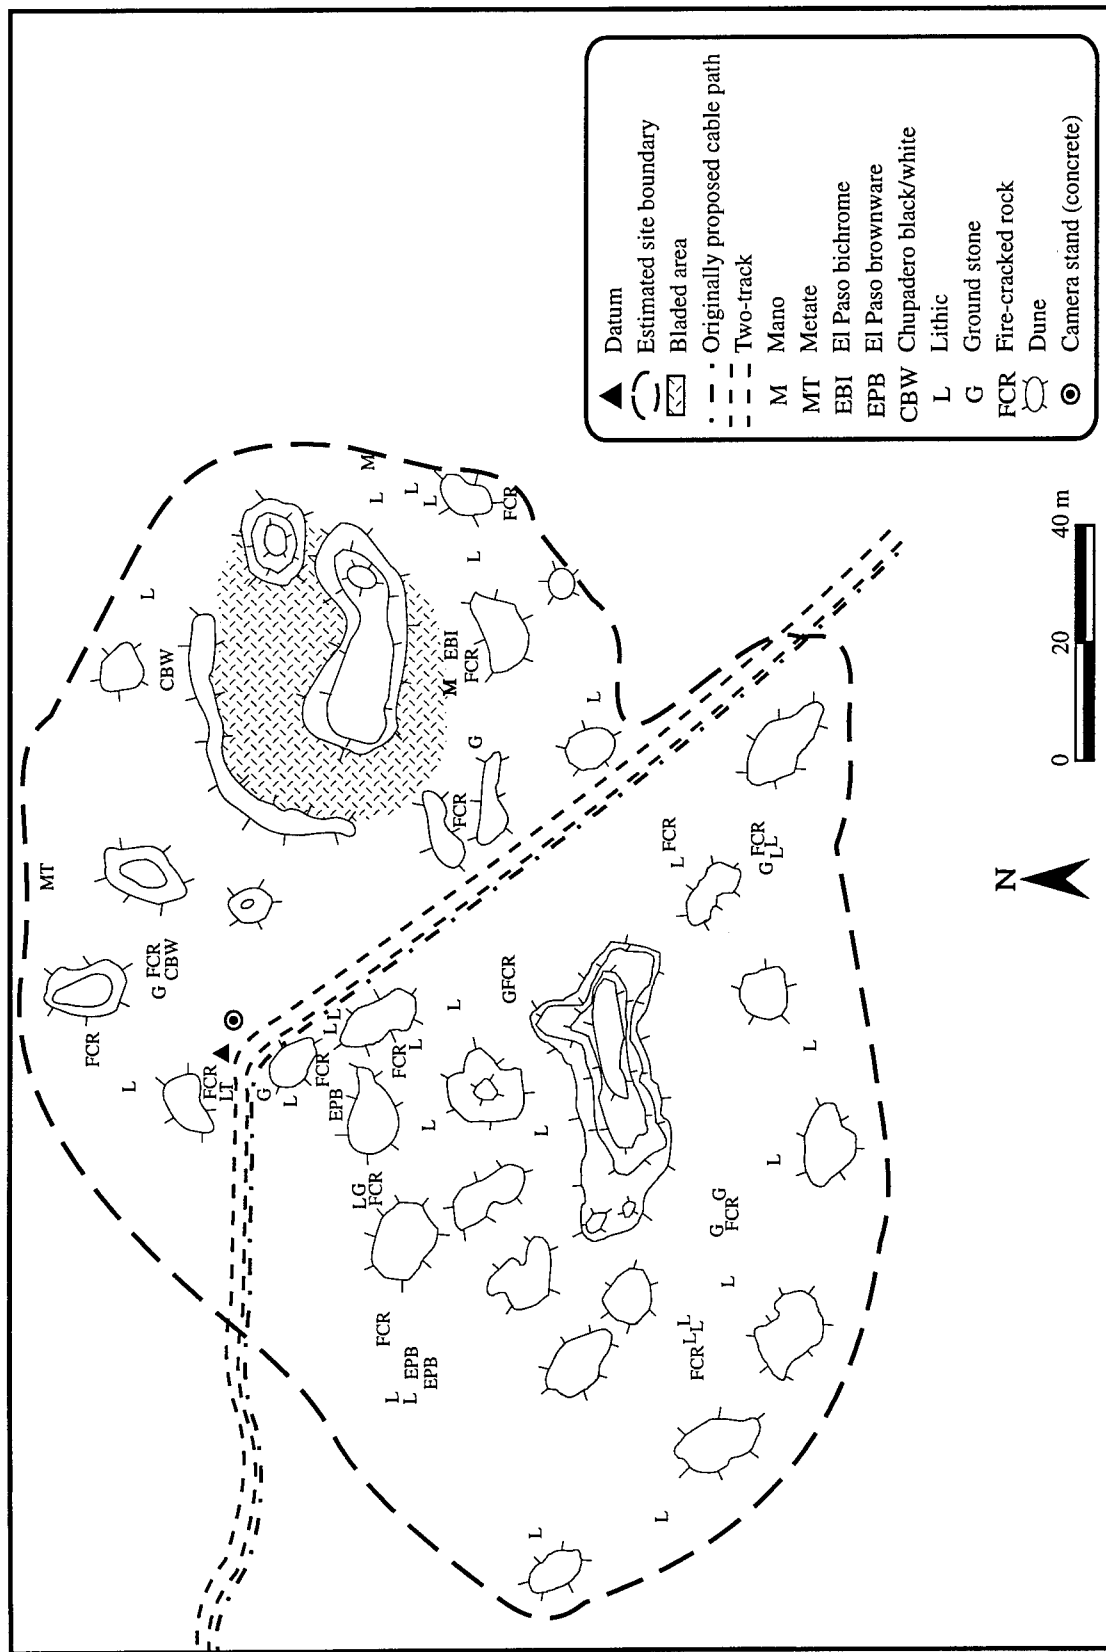 MT
FCR
L
L
FCR
G
CBW
CBW
FCR
LT
G
L
FCR
L
L
EPB
LG
FCR
M
L
FCR
L
FCR
L EPB
L
L
EPB
L
L
M EBI
L
FCR
FCR
L
G
GFCR
FCR
L
L
L
L
L FCR
L
FCR L
L
G G
FCR
L
FCR
G L L
L
L
N
0 20 40 m
Datum
Estimated site boundary
Bladed area
Originally proposed cable path
Two-track
M Mano
MT Metate
EBI El Paso bichrome
EPB El Paso brownware
CBW Chupadero black/white
L Lithic
G Ground stone
FCR Fire-cracked rock
Dune
Camera stand (concrete)